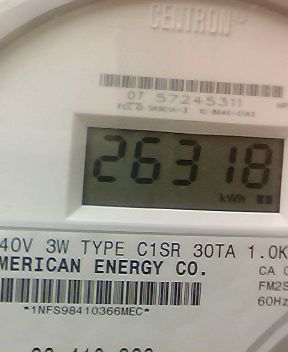 CENTRON®
07 57245311
26318
kWh
40V 3W TYPE C1SR 30TA 1.0K
MERICAN ENERGY CO.
CA 0
FM2S
60Hz
*1NFS98410366MEC*